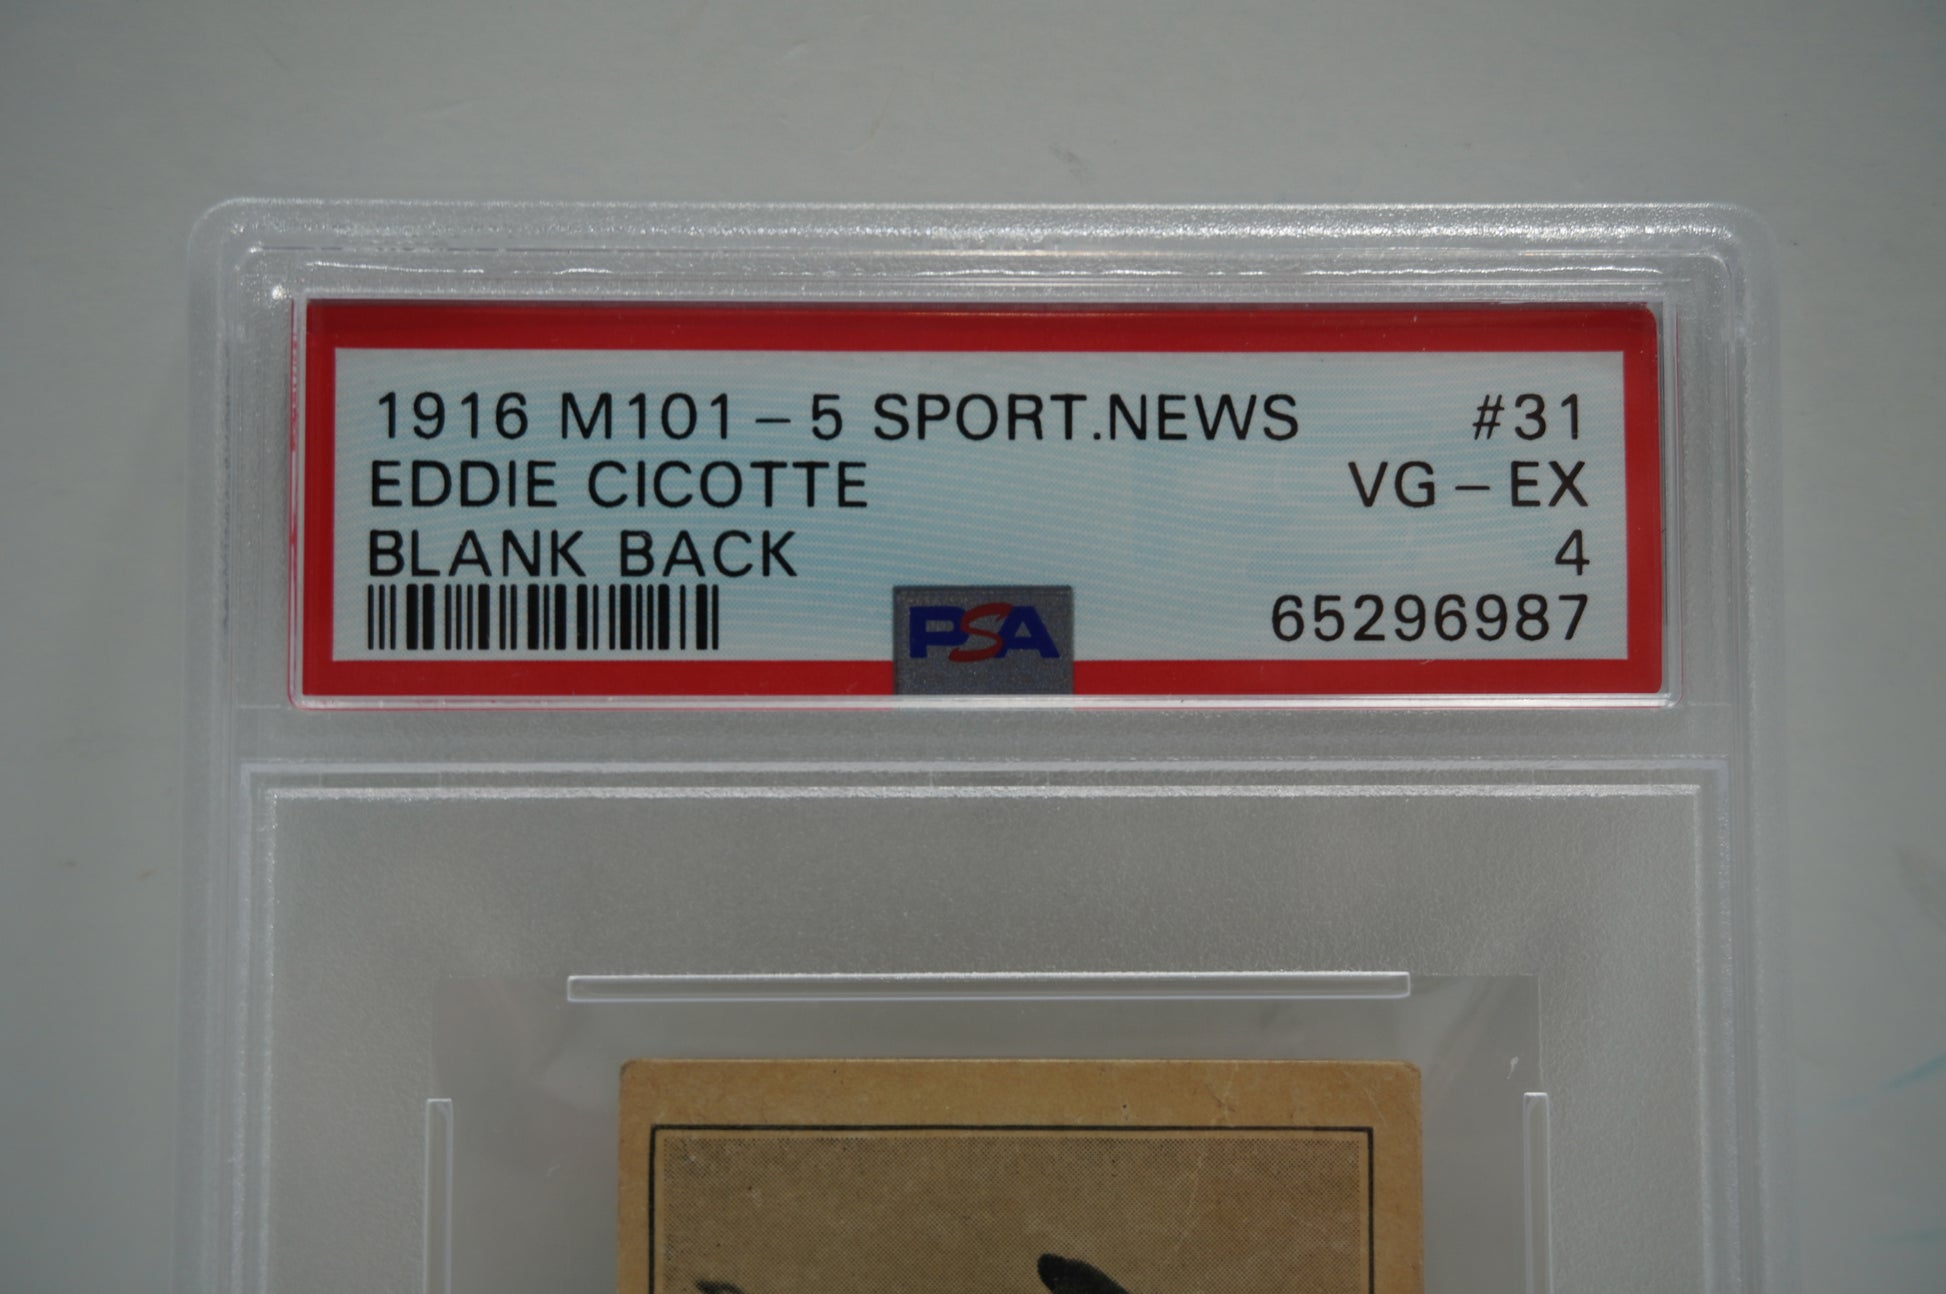 1916 M101-5 SPORT.NEWS #31
EDDIE CICOTTE VG-EX
BLANK BACK 4
PSA 65296987